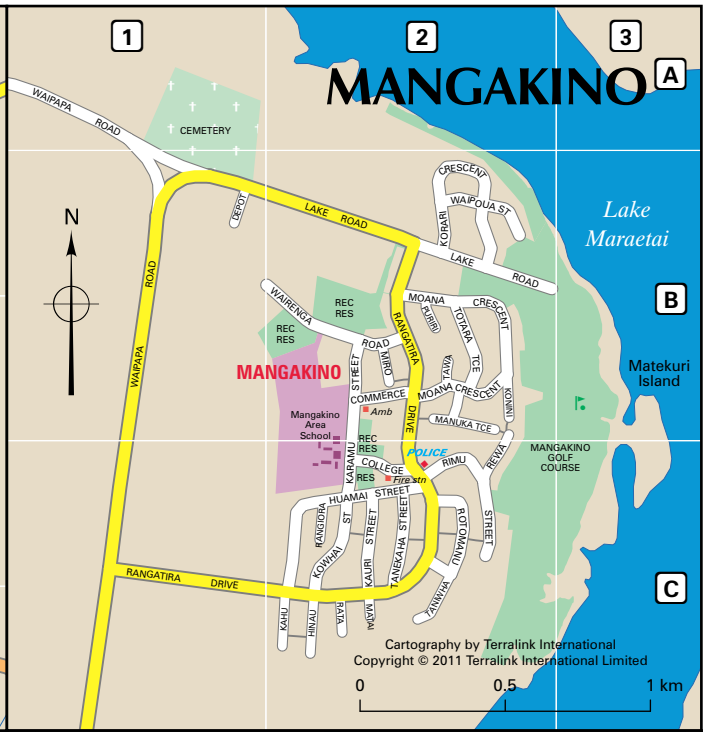 1
2
3
MANGAKINO
A
WAIPAPA ROAD
CEMETERY
CRESCENT
WAIPOUA ST
KORARI
DEPOT
LAKE ROAD
N
Lake
Maraetai
LAKE ROAD
B
WAIPAPA ROAD
REC
RES
REC
RES
WAIRENGA ROAD
MOANA CRESCENT
PURIRI
TOTARA TCE
RANGATIRA DRIVE
MIRO
TAWA
KONINI
MANGAKINO
KARAMU STREET
COMMERCE
MOANA CRESCENT
Matekuri
Island
Amb
Mangakino
Area
School
MANUKA TCE
REC
RES
POLICE
RIMU
REWA STREET
MANGAKINO
GOLF
COURSE
COLLEGE
RES
Fire stn
HUAMAI STREET
RANGIORA
KOWHAI ST
KAURI STREET
TANEKAHA STREET
ROTOMANU
RANGATIRA DRIVE
C
KAHU
HINAU
RATA
MATAI
TANIWHA
Cartography by Terralink International
Copyright © 2011 Terralink International Limited
0
0.5
1 km